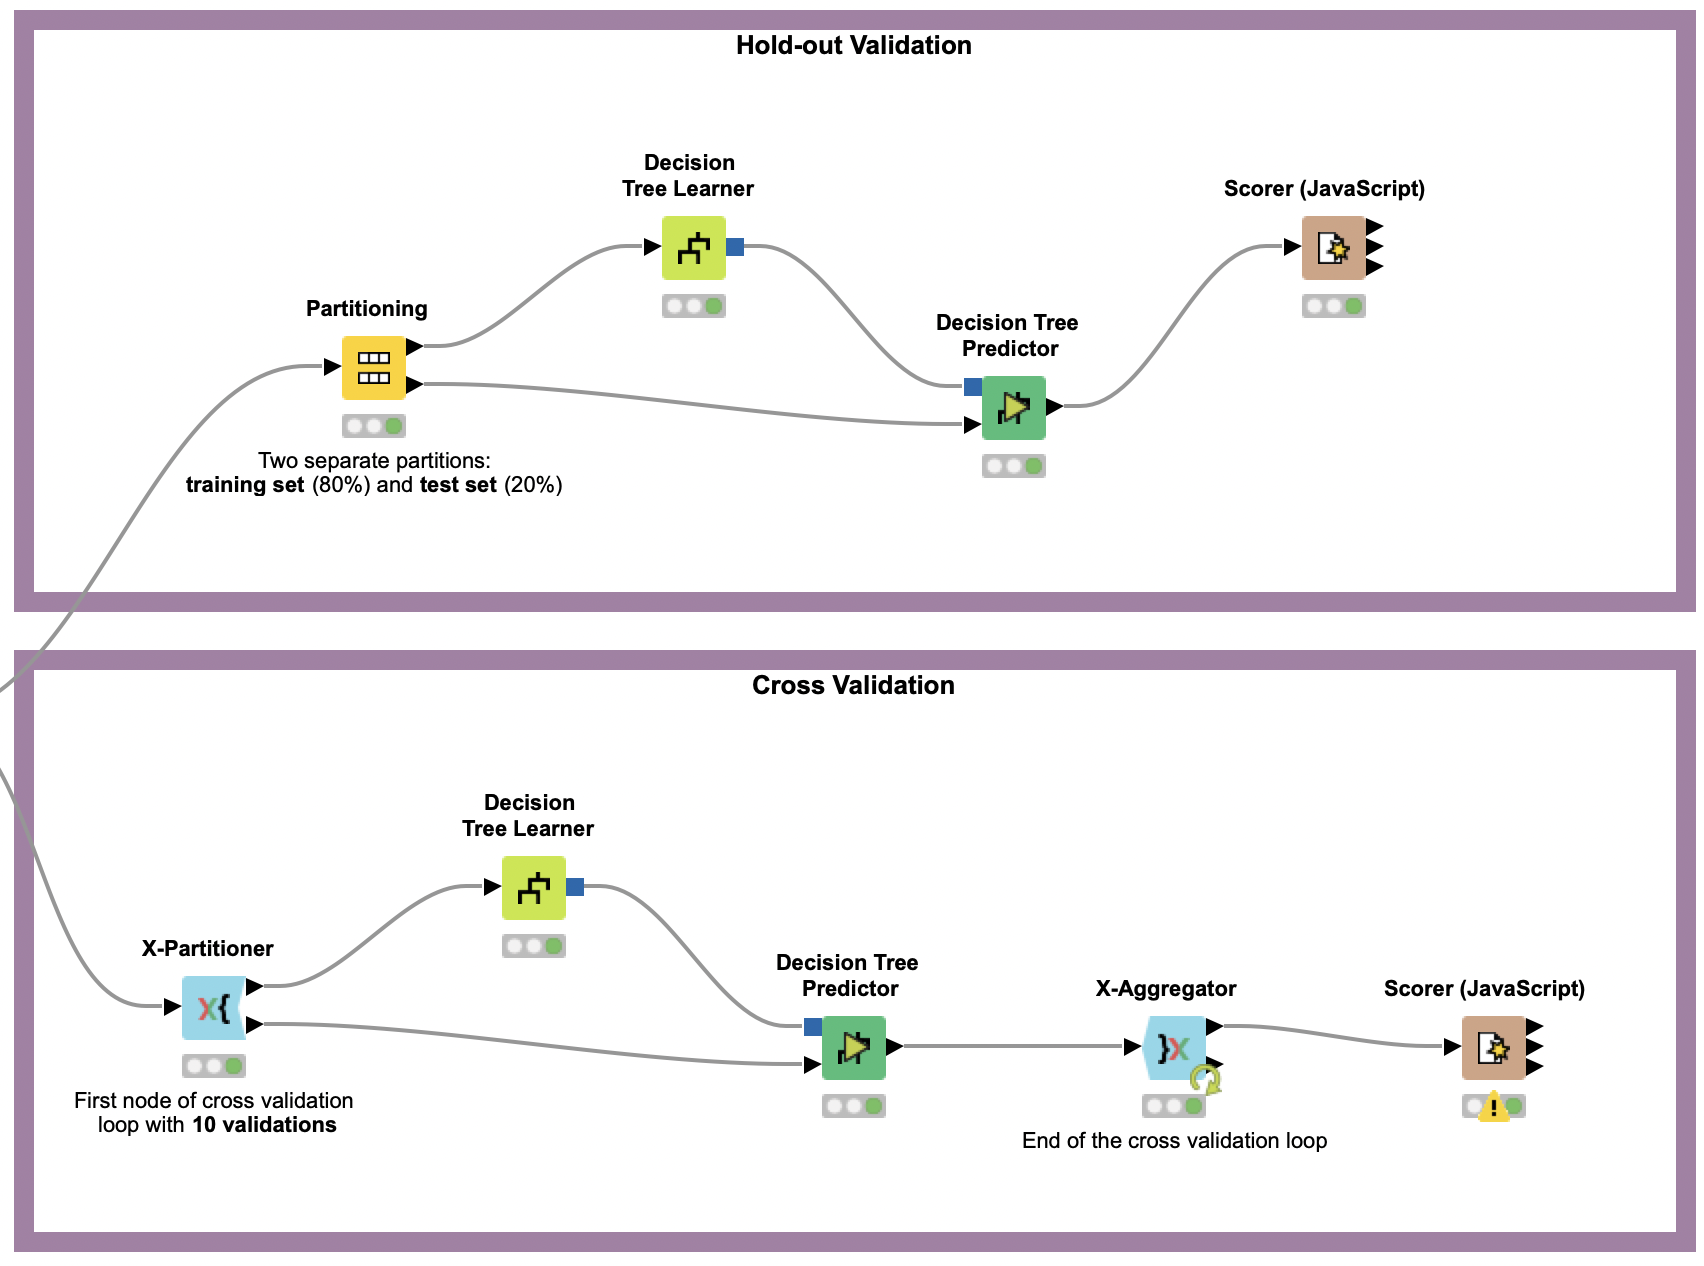 Hold-out Validation
Decision
Tree Learner
Scorer (JavaScript)
Partitioning
Decision Tree
Predictor
Two separate partitions:
training set (80%) and test set (20%)
Cross Validation
Decision
Tree Learner
X-Partitioner
Decision Tree
Predictor
X-Aggregator
Scorer (JavaScript)
X{
}X
!
First node of cross validation
loop with 10 validations
End of the cross validation loop